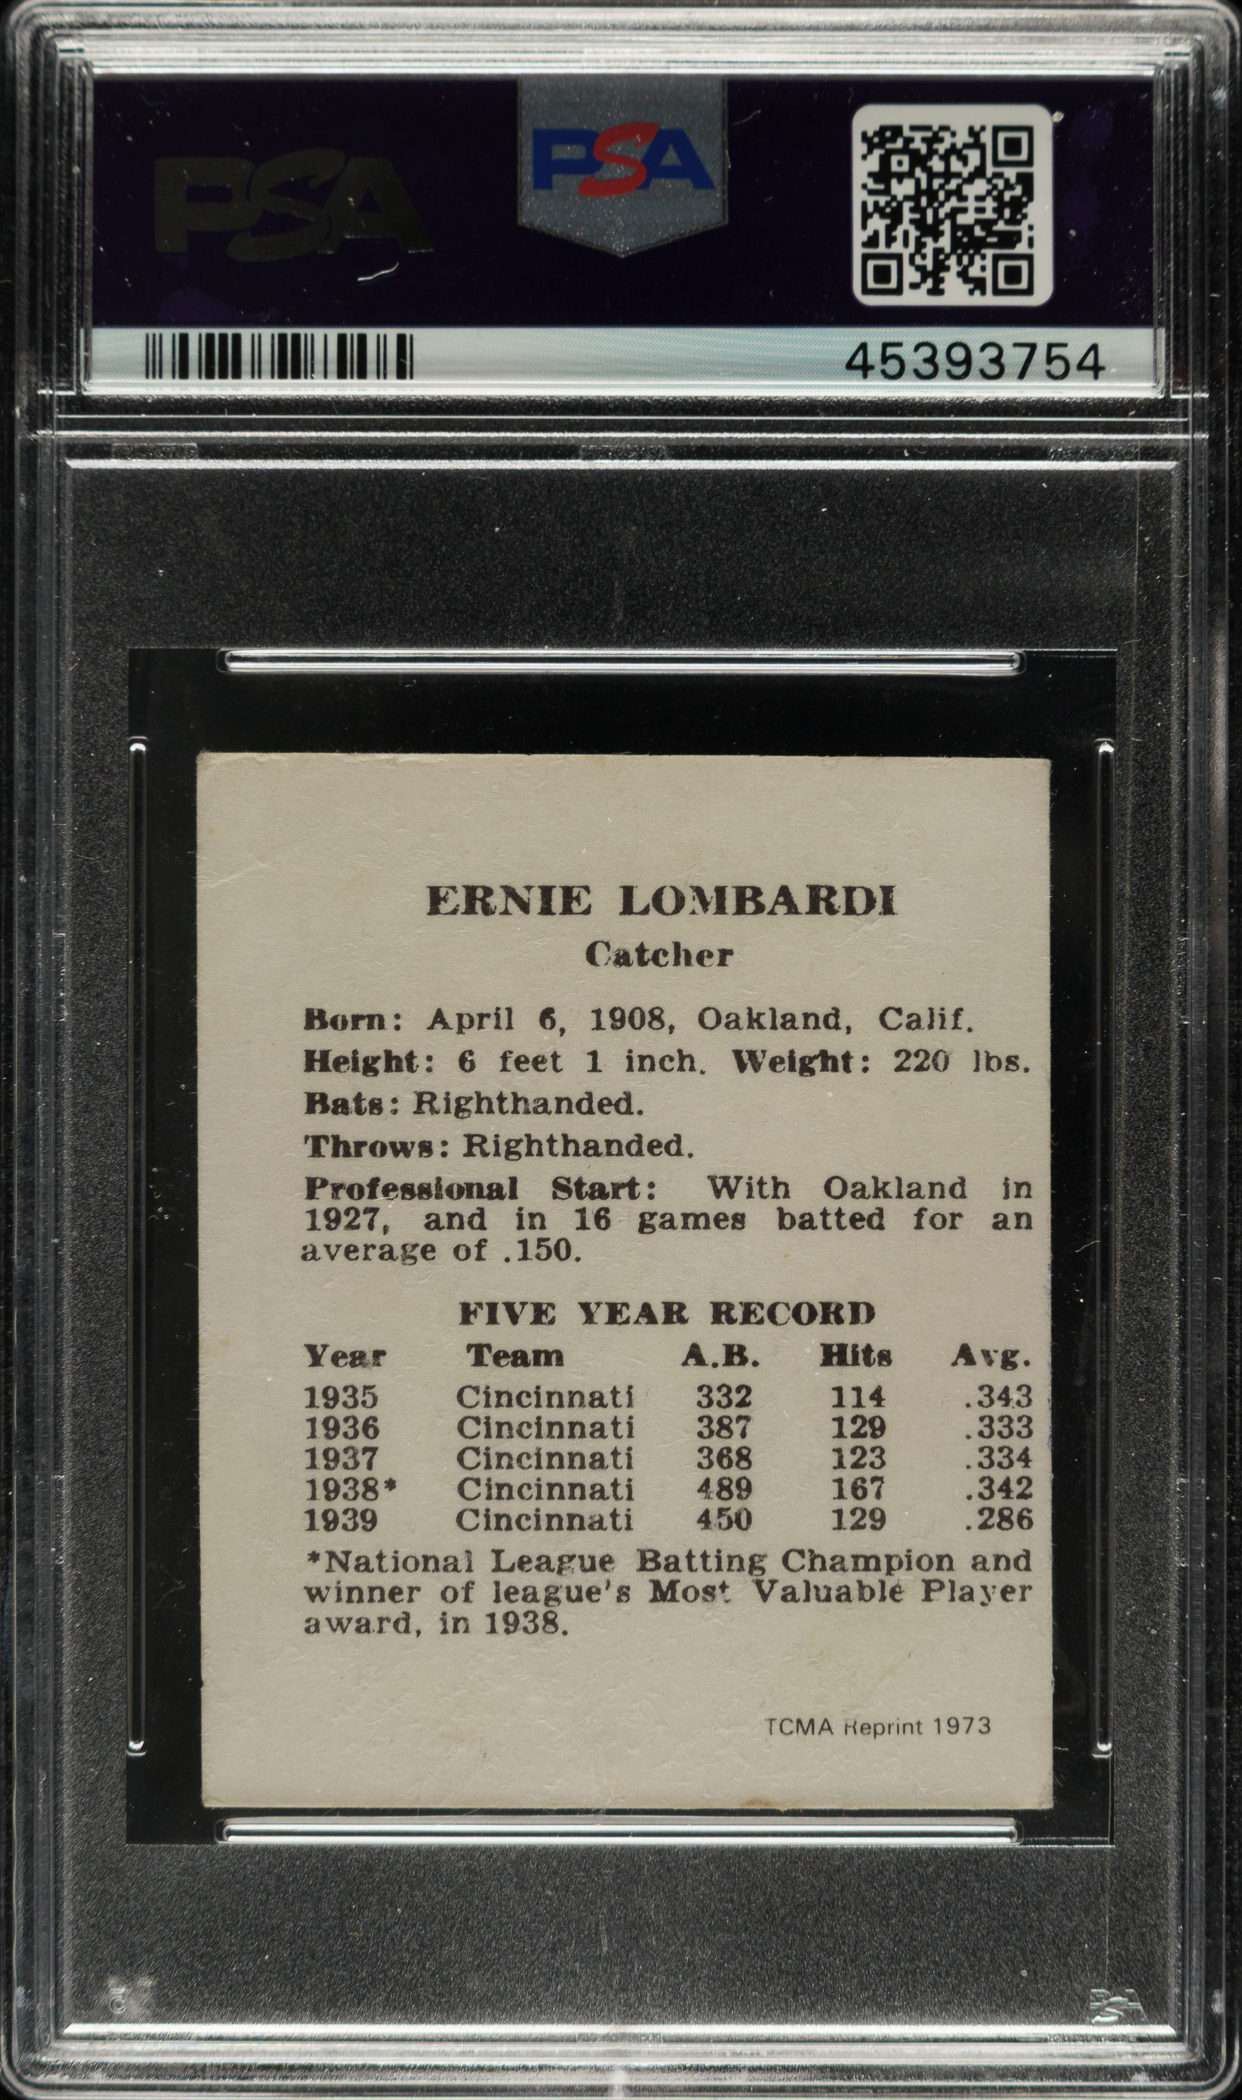 PSA
PSA
45393754
ERNIE LOMBARDI
Catcher
Born: April 6, 1908, Oakland, Calif.
Height: 6 feet 1 inch. Weight: 220 lbs.
Bats: Righthanded.
Throws: Righthanded.
Professional Start: With Oakland in
1927, and in 16 games batted for an
average of .150.
FIVE YEAR RECORD
Year Team A.B. Hits Avg.
1935 Cincinnati 332 114 .343
1936 Cincinnati 387 129 .333
1937 Cincinnati 368 123 .334
1938* Cincinnati 489 167 .342
1939 Cincinnati 450 129 .286
*National League Batting Champion and
winner of league's Most Valuable Player
award, in 1938.
TCMA Reprint 1973
PSA